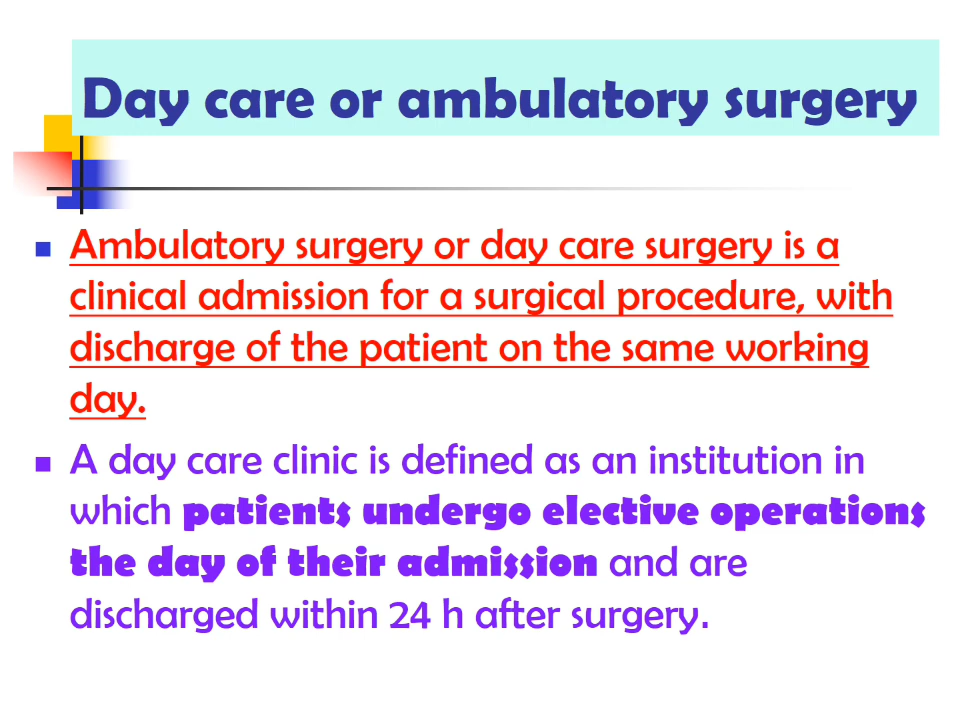 Day care or ambulatory surgery
Ambulatory surgery or day care surgery is a
clinical admission for a surgical procedure, with
discharge of the patient on the same working
day.
A day care clinic is defined as an institution in
which patients undergo elective operations
the day of their admission and are
discharged within 24 h after surgery.